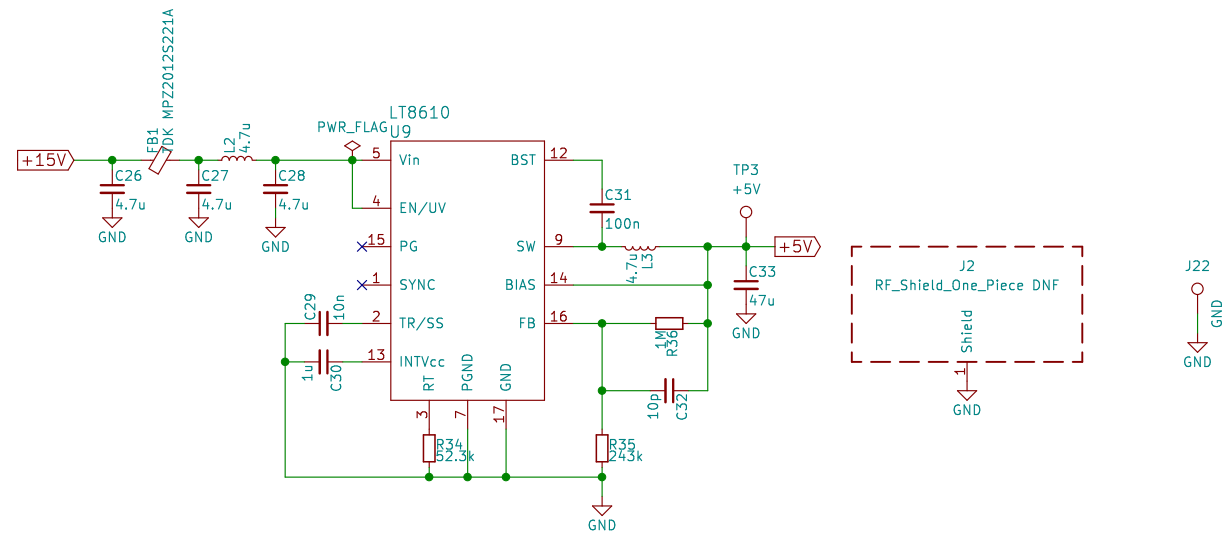 TDK MPZ2012S221A
FB1
+15V
C26
4.7u
GND
C27
4.7u
GND
L2
4.7u
C28
4.7u
GND
PWR_FLAG
LT8610
U9
5
Vin
4
EN/UV
15
PG
1
SYNC
2
TR/SS
13
INTVcc
BST
12
SW
9
BIAS
14
FB
16
RT
3
PGND
7
GND
17
C29
10n
1u
C30
R34
52.3k
C31
100n
4.7u
L3
TP3
+5V
+5V
C33
47u
GND
1M
R36
10p
C32
R35
243k
GND
J2
RF_Shield_One_Piece DNF
Shield
1
GND
J22
GND
GND